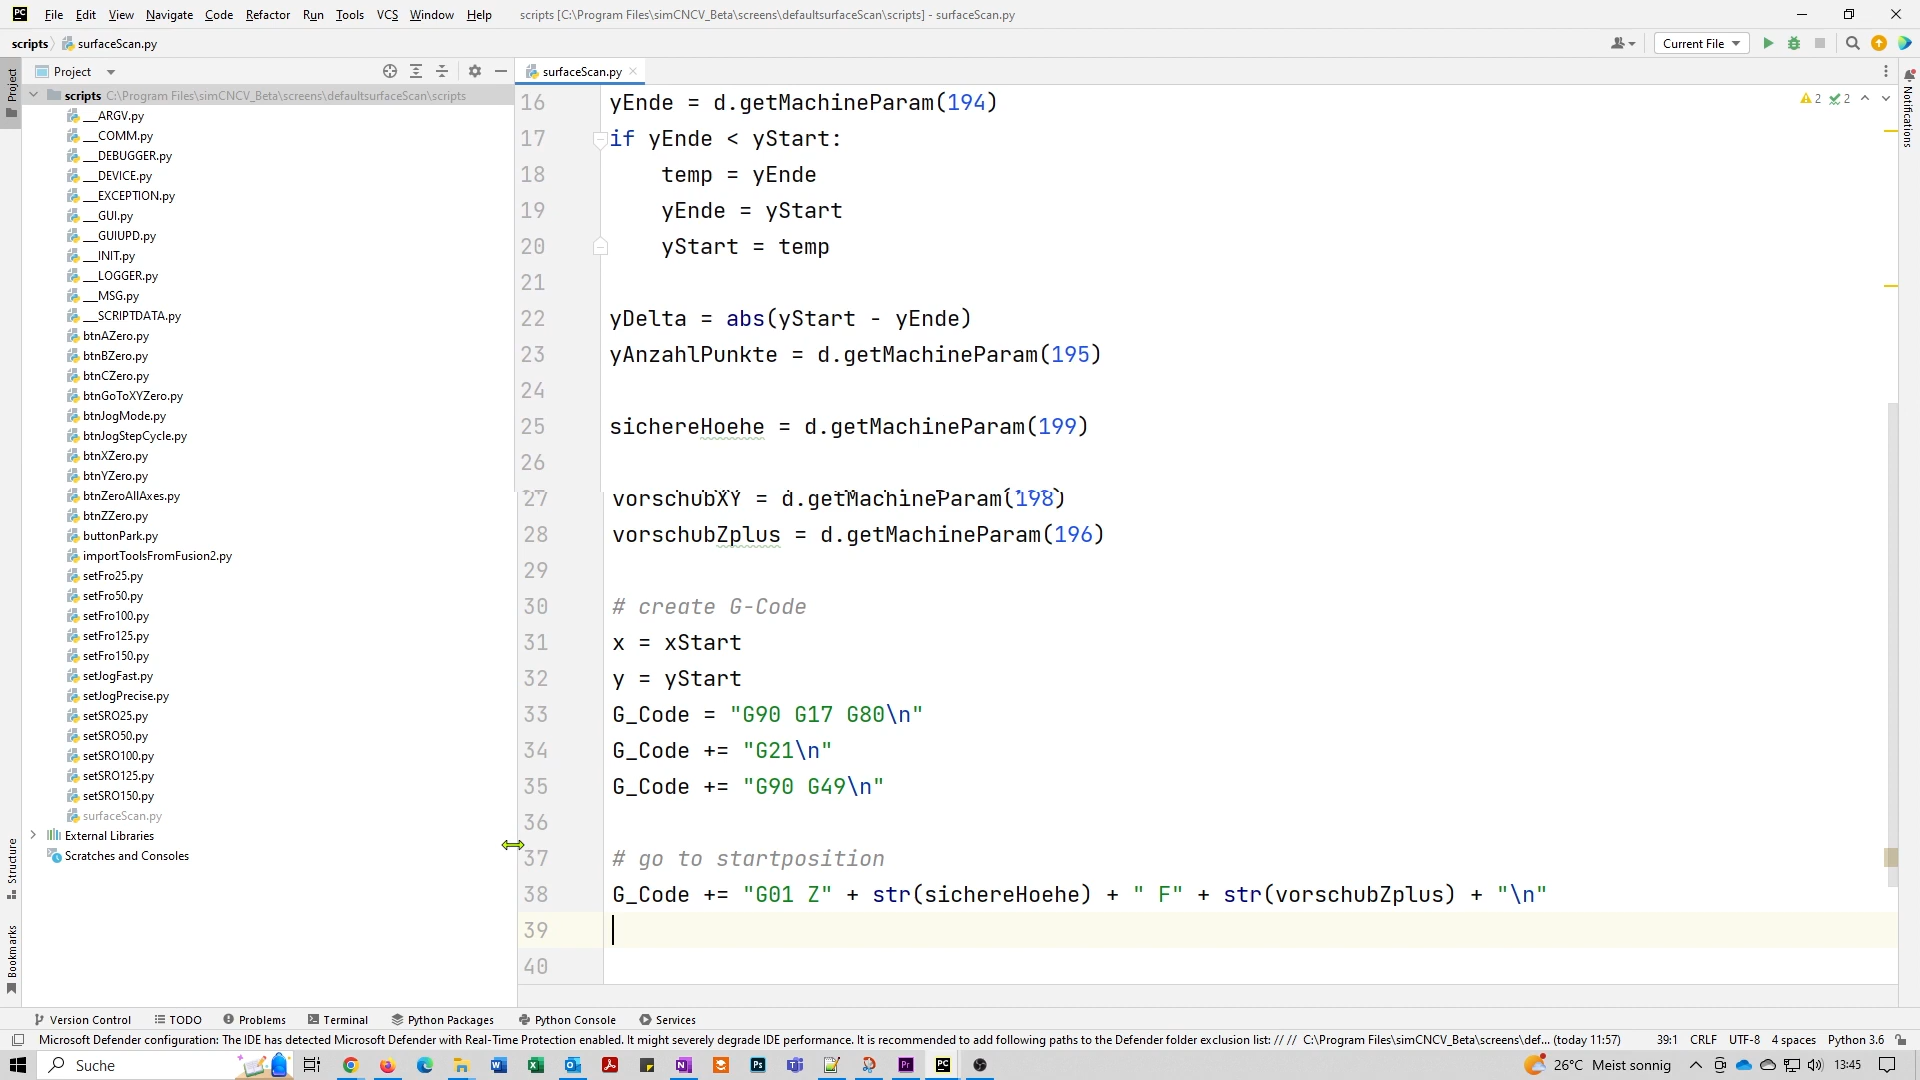 PC File Edit View Navigate Code Refactor Run Tools VCS Window Help scripts [C:\Program Files\simCNCV_Beta\screens\defaultsurfaceScan\scripts] - surfaceScan.py
scripts surfaceScan.py Current File
Project surfaceScan.py
scripts C:\Program Files\simCNCV_Beta\screens\defaultsurfaceScan\scripts
__ARGV.py
__COMM.py
__DEBUGGER.py
__DEVICE.py
__EXCEPTION.py
__GUI.py
__GUIUPD.py
__INIT.py
__LOGGER.py
__MSG.py
__SCRIPTDATA.py
btnAZero.py
btnBZero.py
btnCZero.py
btnGoToXYZero.py
btnJogMode.py
btnJogStepCycle.py
btnXZero.py
btnYZero.py
btnZeroAllAxes.py
btnZZero.py
buttonPark.py
importToolsFromFusion2.py
setFro25.py
setFro50.py
setFro100.py
setFro125.py
setFro150.py
setJogFast.py
setJogPrecise.py
setSRO25.py
setSRO50.py
setSRO100.py
setSRO125.py
setSRO150.py
surfaceScan.py
External Libraries
Scratches and Consoles
Project
Structure
Bookmarks
16 yEnde = d.getMachineParam(194)
17 if yEnde < yStart:
18 temp = yEnde
19 yEnde = yStart
20 yStart = temp
21
22 yDelta = abs(yStart - yEnde)
23 yAnzahlPunkte = d.getMachineParam(195)
24
25 sichereHoehe = d.getMachineParam(199)
26
27 vorschubXY = d.getMachineParam(198)
28 vorschubZplus = d.getMachineParam(196)
29
30 # create G-Code
31 x = xStart
32 y = yStart
33 G_Code = "G90 G17 G80\n"
34 G_Code += "G21\n"
35 G_Code += "G90 G49\n"
36
37 # go to startposition
38 G_Code += "G01 Z" + str(sichereHoehe) + " F" + str(vorschubZplus) + "\n"
39
40
2 2
Notifications
Version Control TODO Problems Terminal Python Packages Python Console Services
Microsoft Defender configuration: The IDE has detected Microsoft Defender with Real-Time Protection enabled. It might severely degrade IDE performance. It is recommended to add following paths to the Defender folder exclusion list: // // C:\Program Files\simCNCV_Beta\screens\def... (today 11:57) 39:1 CRLF UTF-8 4 spaces Python 3.6
Suche 26°C Meist sonnig 13:45